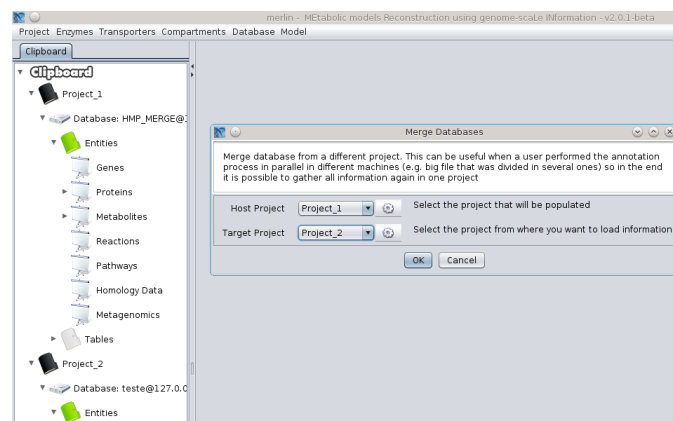 merlin - MEtabolic models Reconstruction using genome-scaLe INformation - v2.0.1-beta
Project Enzymes Transporters Compartments Database Model
Clipboard
Clipboard
Project_1
Database: HMP_MERGE@1
Entities
Genes
Proteins
Metabolites
Reactions
Pathways
Homology Data
Metagenomics
Tables
Project_2
Database: teste@127.0.0
Entities
Merge Databases
Merge database from a different project. This can be useful when a user performed the annotation
process in parallel in different machines (e.g. big file that was divided in several ones) so in the end
it is possible to gather all information again in one project
Host Project Project_1 Select the project that will be populated
Target Project Project_2 Select the project from where you want to load information
OK Cancel